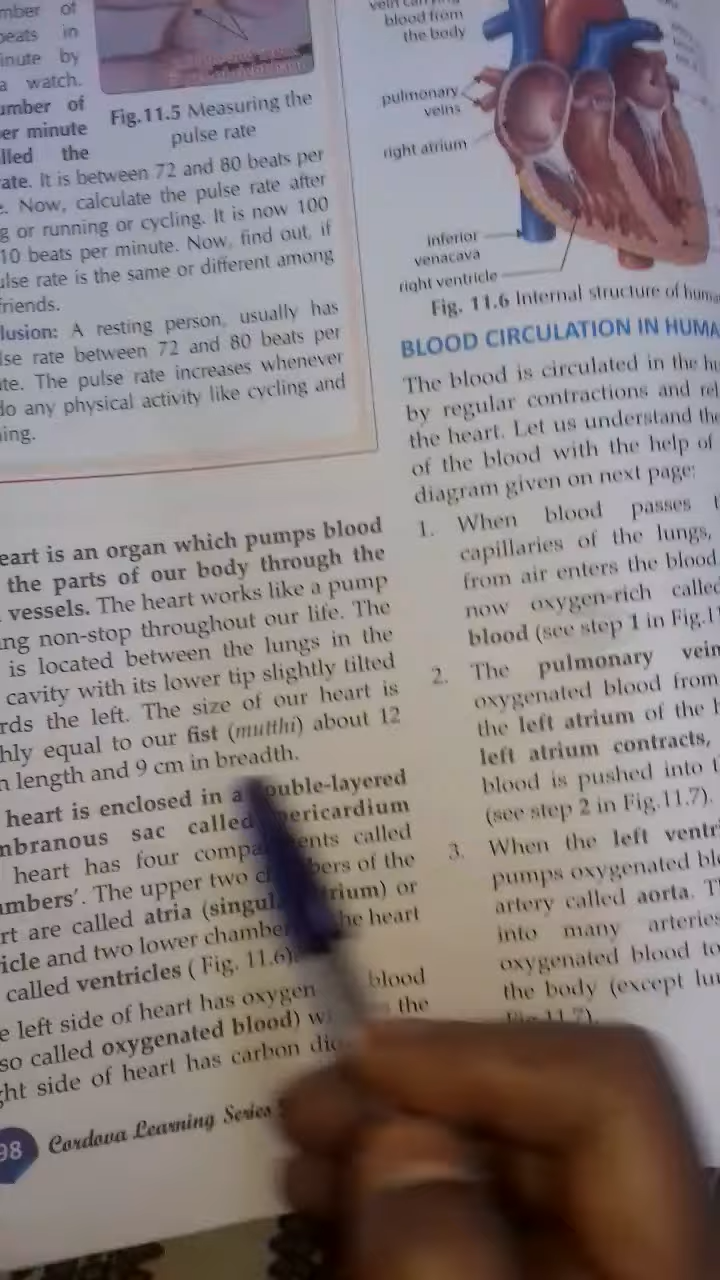 mber of
beats in
inute by
a watch.
umber of
er minute
lled the
ate. It is between 72 and 80 beats per
e. Now, calculate the pulse rate after
g or running or cycling. It is now 100
10 beats per minute. Now, find out, if
ulse rate is the same or different among
friends.
lusion: A resting person, usually has
lse rate between 72 and 80 beats per
te. The pulse rate increases whenever
do any physical activity like cycling and
ing.
Fig.11.5 Measuring the
pulse rate
eart is an organ which pumps blood
the parts of our body through the
vessels. The heart works like a pump
ng non-stop throughout our life. The
is located between the lungs in the
cavity with its lower tip slightly tilted
rds the left. The size of our heart is
hly equal to our fist (mutthi) about 12
n length and 9 cm in breadth.
heart is enclosed in a ouble-layered
mbranous sac called pericardium
heart has four compa ents called
ambers'. The upper two c bers of the
rt are called atria (singul trium) or
icle and two lower chamber he heart
called ventricles ( Fig. 11.6)
e left side of heart has oxygen blood
so called oxygenated blood) w the
ght side of heart has carbon dio
98 Cordova Learning Series
blood from
the body
pulmonary
veins
right atrium
inferior
venacava
right ventricle
Fig. 11.6 Internal structure of huma
BLOOD CIRCULATION IN HUMA
The blood is circulated in the hu
by regular contractions and rel
the heart. Let us understand the
of the blood with the help of
diagram given on next page:
1. When blood passes t
capillaries of the lungs,
from air enters the blood.
now oxygen-rich called
blood (see step 1 in Fig.11
2. The pulmonary vein
oxygenated blood from
the left atrium of the h
left atrium contracts,
blood is pushed into t
(see step 2 in Fig.11.7).
3. When the left ventri
pumps oxygenated blo
artery called aorta. T
into many arteries
oxygenated blood to
the body (except lun
Fig 11.7).